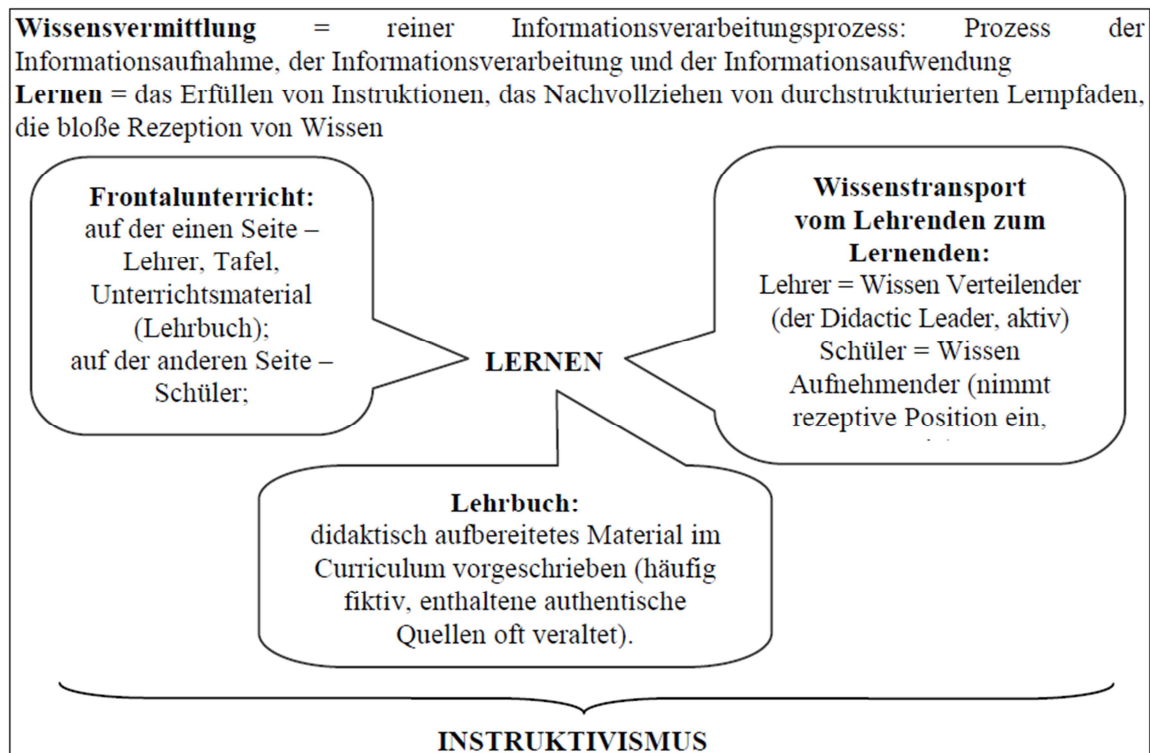 Wissensvermittlung = reiner Informationsverarbeitungsprozess: Prozess der
Informationsaufnahme, der Informationsverarbeitung und der Informationsaufwendung
Lernen = das Erfüllen von Instruktionen, das Nachvollziehen von durchstrukturierten Lernpfaden,
die bloße Rezeption von Wissen
Frontalunterricht:
auf der einen Seite –
Lehrer, Tafel,
Unterrichtsmaterial
(Lehrbuch);
auf der anderen Seite –
Schüler;
Wissenstransport
vom Lehrenden zum
Lernenden:
Lehrer = Wissen Verteilender
(der Didactic Leader, aktiv)
Schüler = Wissen
Aufnehmender (nimmt
rezeptive Position ein,
LERNEN
Lehrbuch:
didaktisch aufbereitetes Material im
Curriculum vorgeschrieben (häufig
fiktiv, enthaltene authentische
Quellen oft veraltet).
INSTRUKTIVISMUS